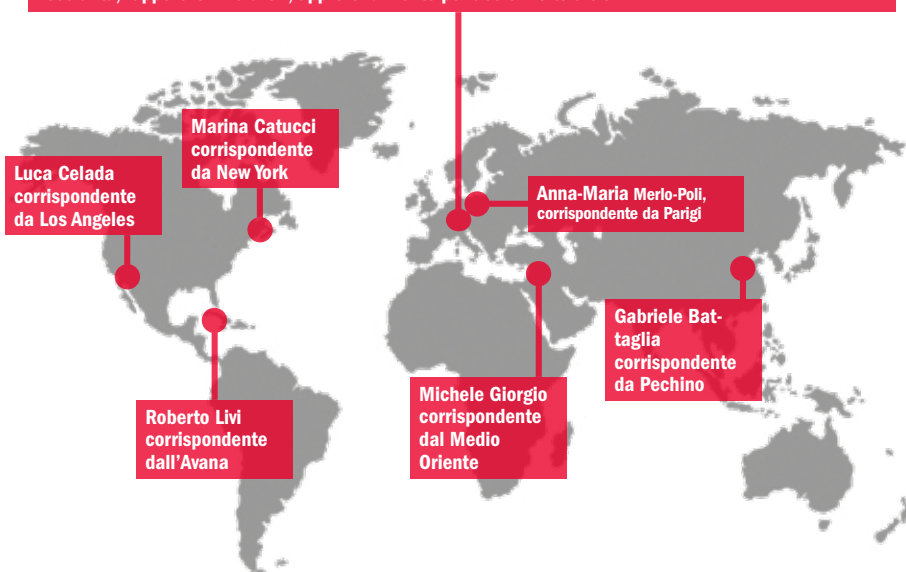 Marina Catucci
corrispondente
da New York
Luca Celada
corrispondente
da Los Angeles
Anna-Maria Merlo-Poli,
corrispondente da Parigi
Gabriele Bat-
taglia
corrispondente
da Pechino
Michele Giorgio
corrispondente
dal Medio
Oriente
Roberto Livi
corrispondente
dall'Avana